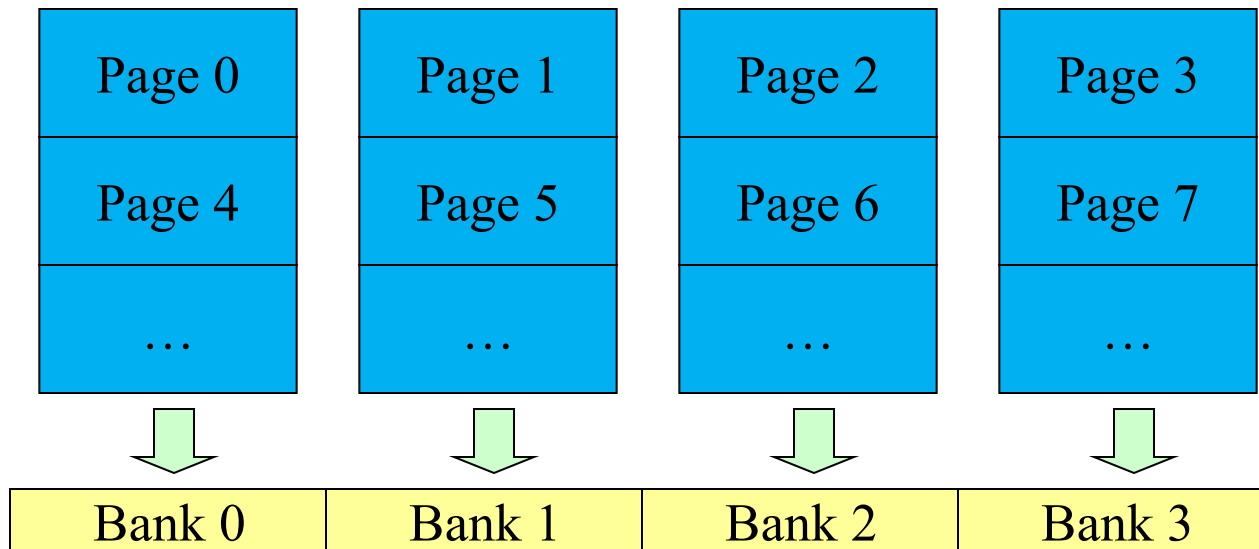 Page 0 Page 1 Page 2 Page 3
Page 4 Page 5 Page 6 Page 7
… … … …
Bank 0 Bank 1 Bank 2 Bank 3